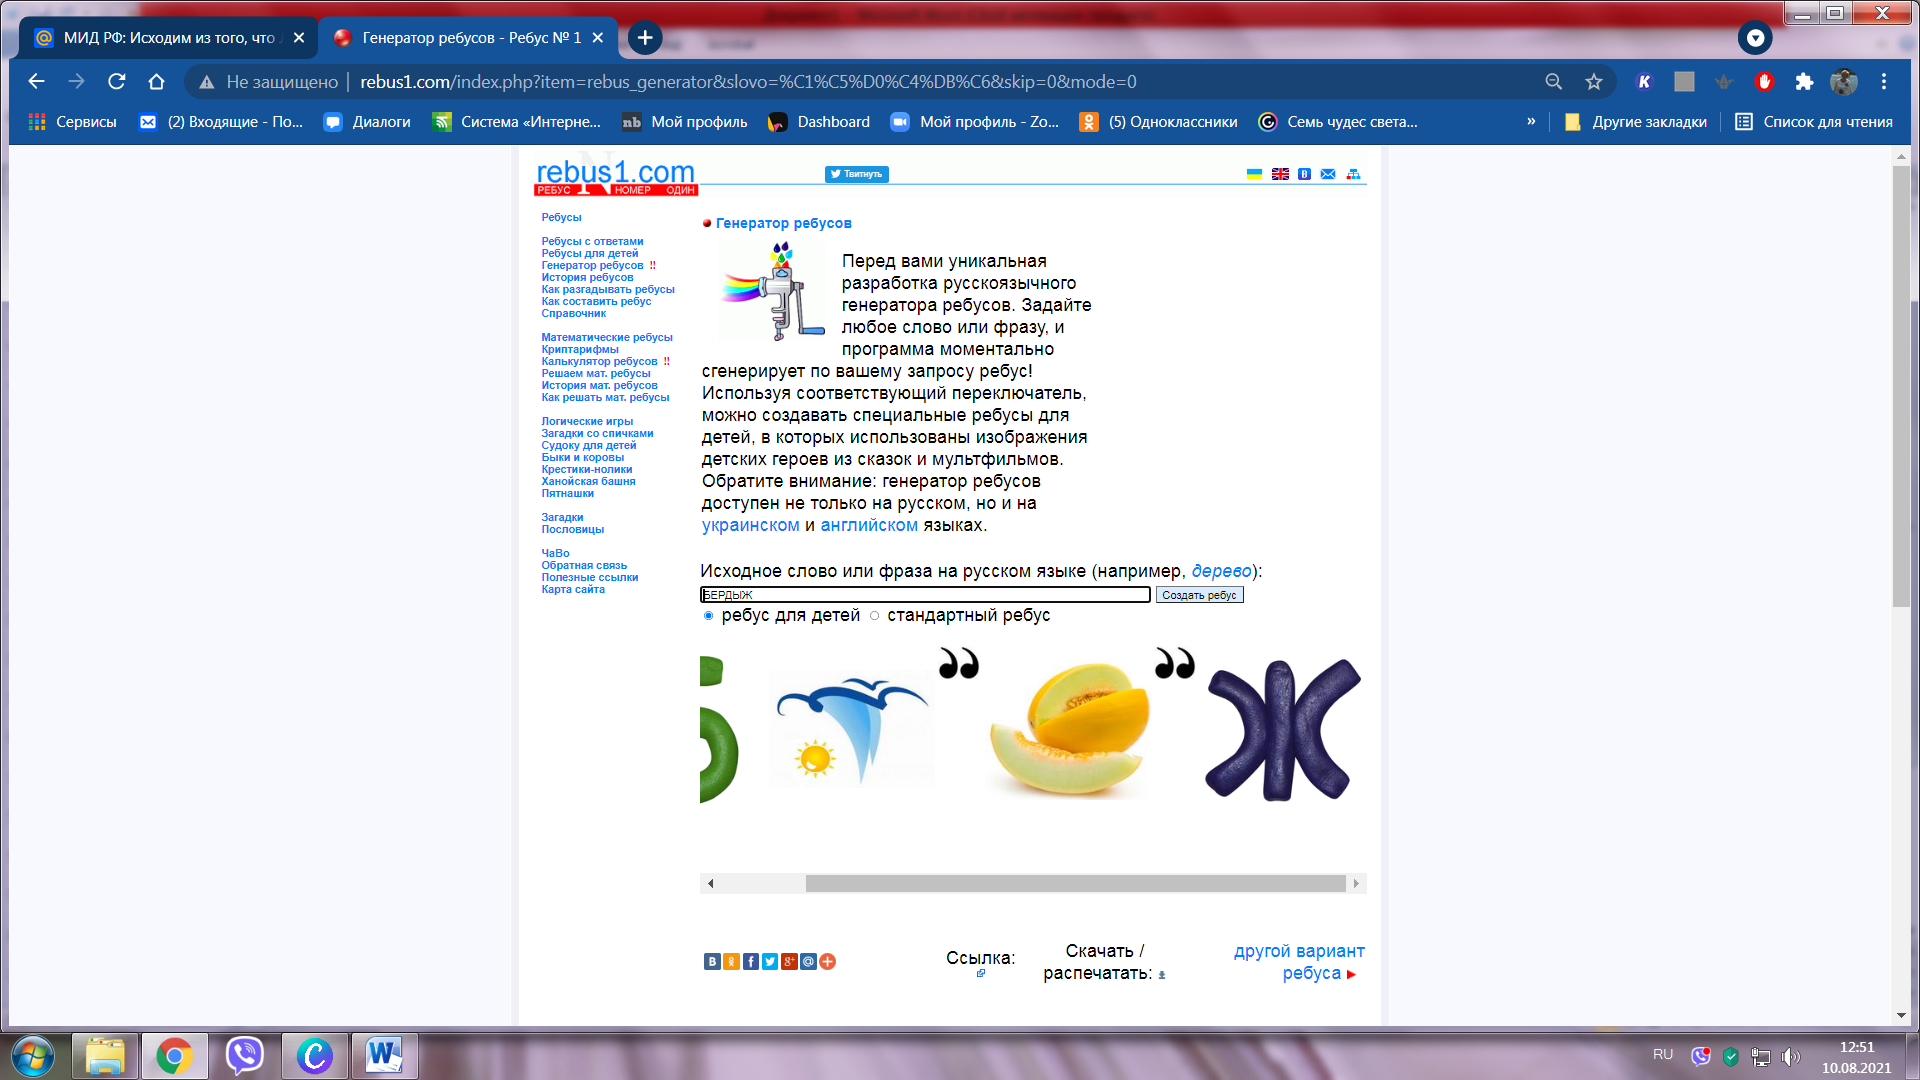 МИД РФ: Исходим из того, что
Генератор ребусов - Ребус № 1
Не защищено
rebus1.com/index.php?item=rebus_generator&slovo=%C1%C5%D0%C4%DB%C6&skip=0&mode=0
Сервисы
(2) Входящие - По...
Диалоги
Система «Интерне...
nb Мой профиль
Dashboard
Мой профиль - Zo...
(5) Одноклассники
Семь чудес света...
»
Другие закладки
Список для чтения
rebus1.com
РЕБУС N НОМЕР ОДИН
Твитнуть
Ребусы
Ребусы с ответами
Ребусы для детей
Генератор ребусов !!
История ребусов
Как разгадывать ребусы
Как составить ребус
Справочник
Математические ребусы
Криптарифмы
Калькулятор ребусов !!
Решаем мат. ребусы
История мат. ребусов
Как решать мат. ребусы
Логические игры
Загадки со спичками
Судоку для детей
Быки и коровы
Крестики-нолики
Ханойская башня
Пятнашки
Загадки
Пословицы
ЧаВо
Обратная связь
Полезные ссылки
Карта сайта
Генератор ребусов
Перед вами уникальная
разработка русскоязычного
генератора ребусов. Задайте
любое слово или фразу, и
программа моментально
сгенерирует по вашему запросу ребус!
Используя соответствующий переключатель,
можно создавать специальные ребусы для
детей, в которых использованы изображения
детских героев из сказок и мультфильмов.
Обратите внимание: генератор ребусов
доступен не только на русском, но и на
украинском и английском языках.
Исходное слово или фраза на русском языке (например, дерево):
БЕРДЫЖ
Создать ребус
ребус для детей стандартный ребус
Б ,, ,, Ж
Ссылка:
Скачать /
распечатать:
другой вариант
ребуса
RU
12:51
10.08.2021